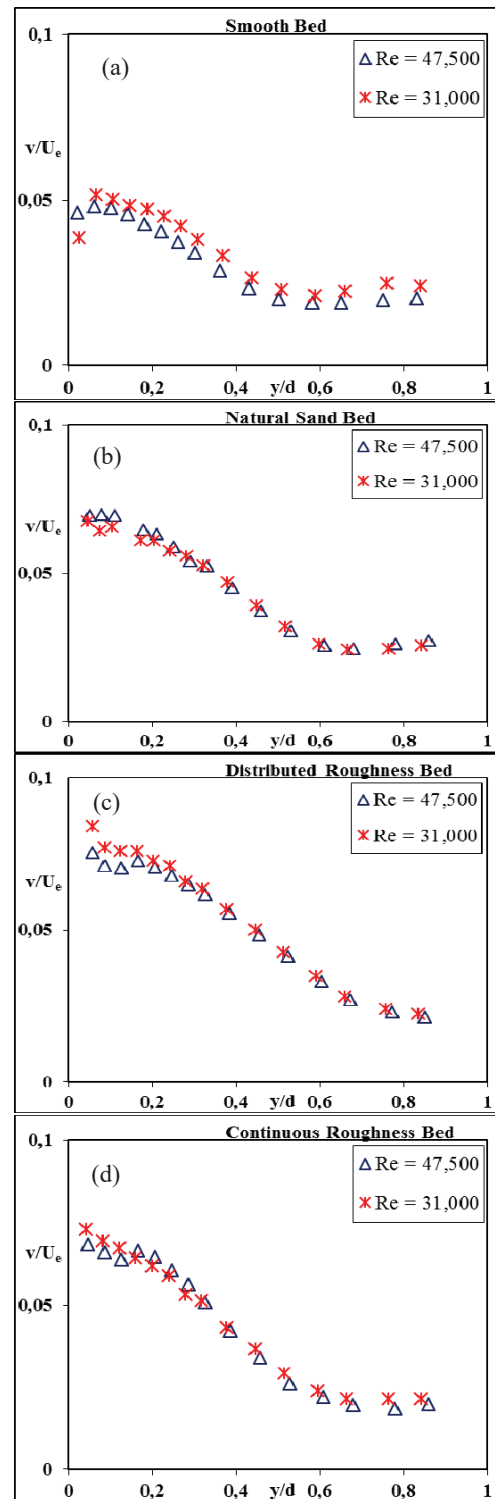 Smooth Bed
(a)
Re = 47,500
Re = 31,000
0,1
v/Ue
0,05
0
0 0,2 0,4 y/d 0,6 0,8 1
Natural Sand Bed
(b)
Re = 47,500
Re = 31,000
0,1
v/Ue
0,05
0
0 0,2 0,4 y/d 0,6 0,8 1
Distributed Roughness Bed
(c)
Re = 47,500
Re = 31,000
0,1
v/Ue
0,05
0
0 0,2 0,4 y/d 0,6 0,8 1
Continuous Roughness Bed
(d)
Re = 47,500
Re = 31,000
0,1
v/Ue
0,05
0
0 0,2 0,4 y/d 0,6 0,8 1